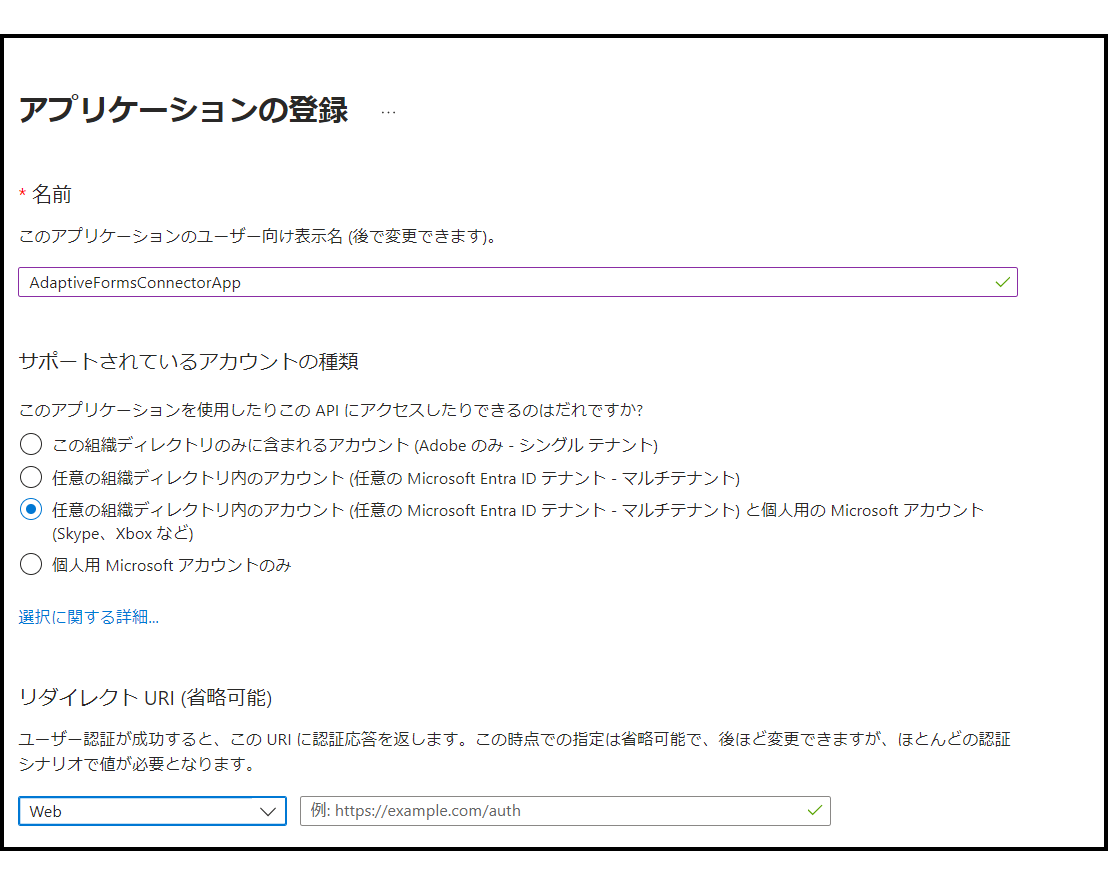 アプリケーションの登録 ...
* 名前
このアプリケーションのユーザー向け表示名 (後で変更できます)。
AdaptiveFormsConnectorApp
サポートされているアカウントの種類
このアプリケーションを使用したりこの API にアクセスしたりできるのはだれですか?
この組織ディレクトリのみに含まれるアカウント (Adobe のみ - シングル テナント)
任意の組織ディレクトリ内のアカウント (任意の Microsoft Entra ID テナント - マルチテナント)
任意の組織ディレクトリ内のアカウント (任意の Microsoft Entra ID テナント - マルチテナント) と個人用の Microsoft アカウント
(Skype、Xbox など)
個人用 Microsoft アカウントのみ
選択に関する詳細...
リダイレクト URI (省略可能)
ユーザー認証が成功すると、この URI に認証応答を返します。この時点での指定は省略可能で、後ほど変更できますが、ほとんどの認証
シナリオで値が必要となります。
Web
例: https://example.com/auth